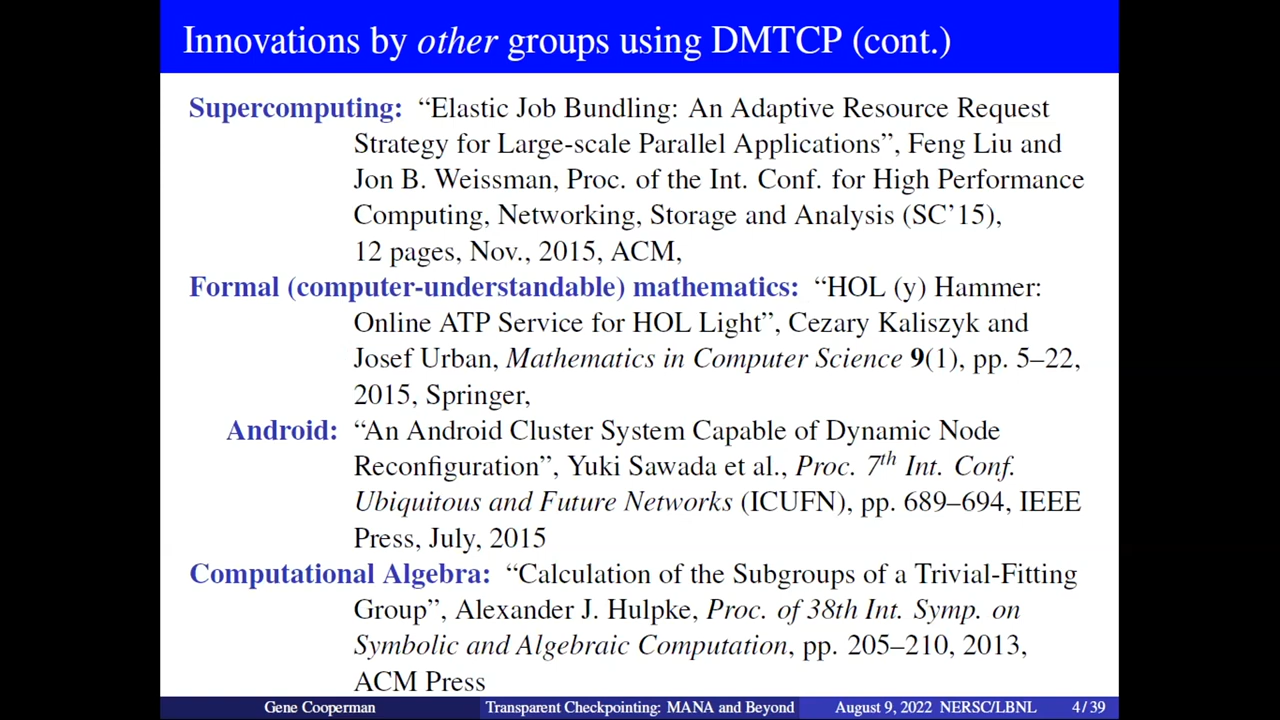 Innovations by other groups using DMTCP (cont.)
Supercomputing: “Elastic Job Bundling: An Adaptive Resource Request
Strategy for Large-scale Parallel Applications”, Feng Liu and
Jon B. Weissman, Proc. of the Int. Conf. for High Performance
Computing, Networking, Storage and Analysis (SC’15),
12 pages, Nov., 2015, ACM,
Formal (computer-understandable) mathematics: “HOL (y) Hammer:
Online ATP Service for HOL Light”, Cezary Kaliszyk and
Josef Urban, Mathematics in Computer Science 9(1), pp. 5–22,
2015, Springer,
Android: “An Android Cluster System Capable of Dynamic Node
Reconfiguration”, Yuki Sawada et al., Proc. 7th Int. Conf.
Ubiquitous and Future Networks (ICUFN), pp. 689–694, IEEE
Press, July, 2015
Computational Algebra: “Calculation of the Subgroups of a Trivial-Fitting
Group”, Alexander J. Hulpke, Proc. of 38th Int. Symp. on
Symbolic and Algebraic Computation, pp. 205–210, 2013,
ACM Press
Gene Cooperman Transparent Checkpointing: MANA and Beyond August 9, 2022 NERSC/LBNL 4/39